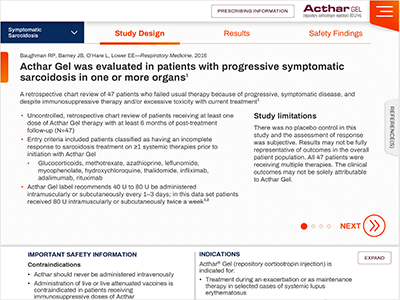 PRESCRIBING INFORMATION
Acthar GEL
repository corticotropin injection 80 U/mL
Symptomatic
Sarcoidosis
Study Design
Results
Safety Findings
Baughman RP, Barney JB, O'Hare L, Lower EE—Respiratory Medicine. 2016
Acthar Gel was evaluated in patients with progressive symptomatic
sarcoidosis in one or more organs¹
A retrospective chart review of 47 patients who failed usual therapy because of progressive, symptomatic disease, and
despite immunosuppressive therapy and/or excessive toxicity with current treatment¹
• Uncontrolled, retrospective chart review of patients receiving at least one
dose of Acthar Gel therapy with at least 6 months of post-treatment
follow-up (N=47)
• Entry criteria included patients classified as having an incomplete
response to sarcoidosis treatment on ≥1 systemic therapies prior to
initiation with Acthar Gel
◦ Glucocorticoids, methotrexate, azathioprine, leflunomide,
mycophenolate, hydroxychloroquine, thalidomide, infliximab,
adalimumab, rituximab
• Acthar Gel label recommends 40 U to 80 U be administered
intramuscularly or subcutaneously every 1–3 days; in this data set patients
received 80 U intramuscularly or subcutaneously twice a week
Study limitations
There was no placebo control in this
study and the assessment of response
was subjective. Results may not be fully
representative of outcomes in the overall
patient population. All 47 patients were
receiving multiple therapies. The clinical
outcomes may not be solely attributable
to Acthar Gel.
REFERENCE(S)
NEXT
IMPORTANT SAFETY INFORMATION
Contraindications
• Acthar should never be administered intravenously
• Administration of live or live attenuated vaccines is
contraindicated in patients receiving
immunosuppressive doses of Acthar
INDICATIONS
EXPAND
Acthar® Gel (repository corticotropin injection) is
indicated for:
• Treatment during an exacerbation or as maintenance
therapy in selected cases of systemic lupus
erythematosus